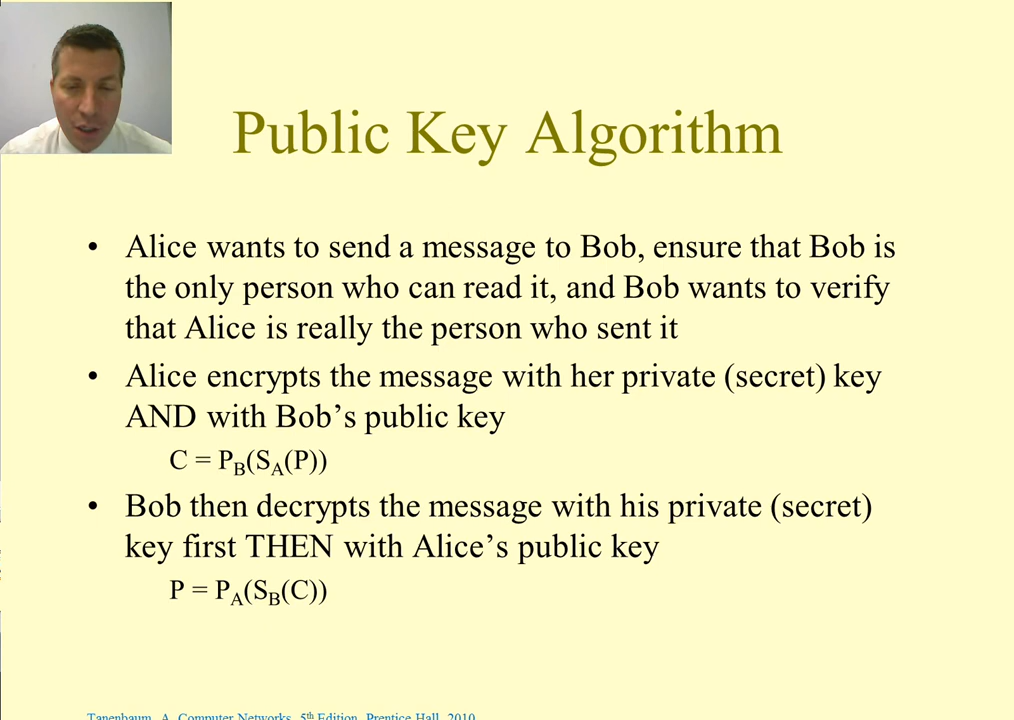 Public Key Algorithm
• Alice wants to send a message to Bob, ensure that Bob is
the only person who can read it, and Bob wants to verify
that Alice is really the person who sent it
• Alice encrypts the message with her private (secret) key
AND with Bob’s public key
C = P_B(S_A(P))
• Bob then decrypts the message with his private (secret)
key first THEN with Alice’s public key
P = P_A(S_B(C))
Tanenbaum, A. Computer Networks, 5th Edition, Prentice Hall, 2010